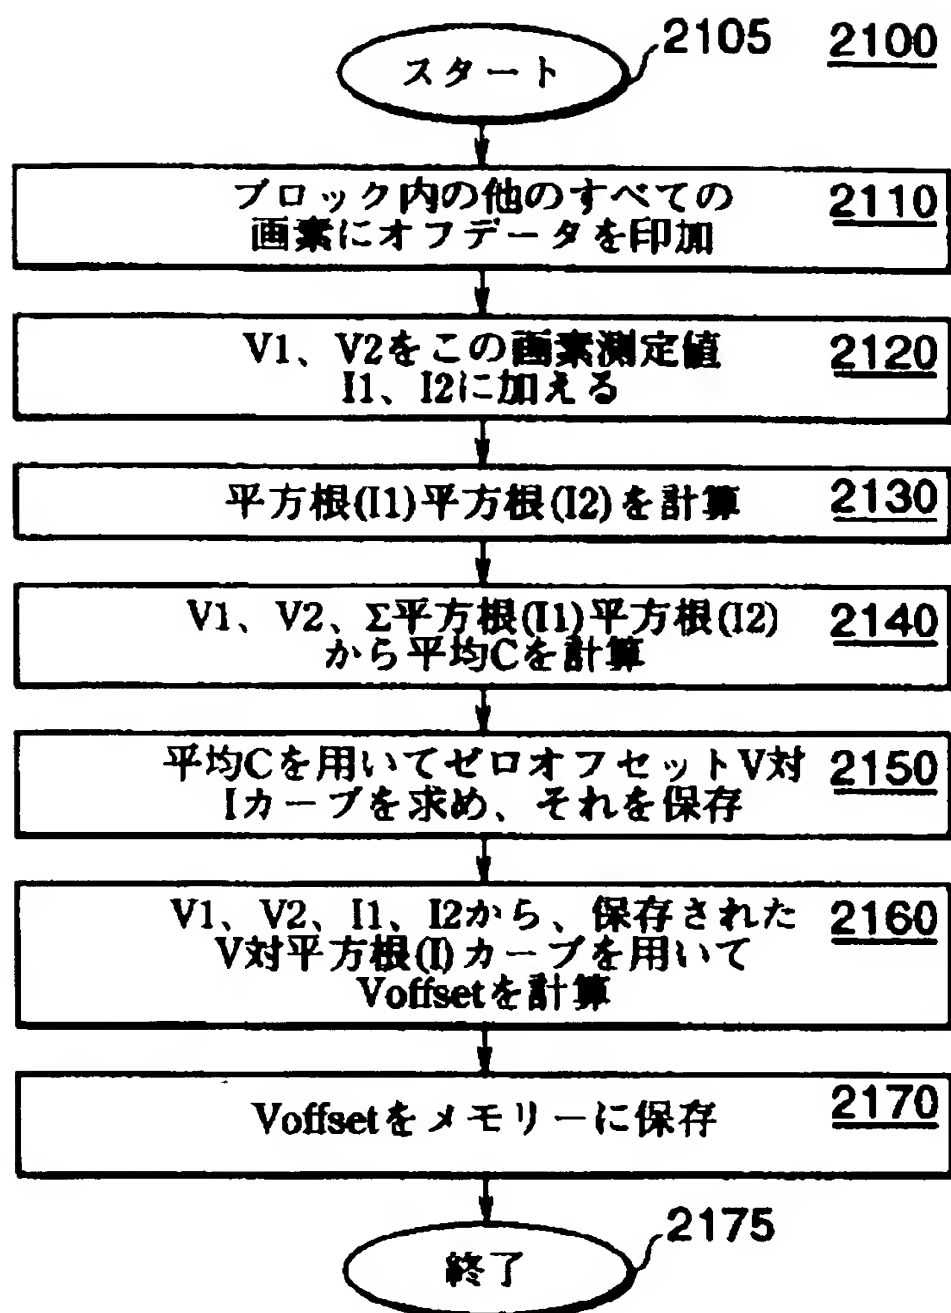 2100
2105
スタート
ブロック内の他のすべての
画素にオフデータを印加
2110
V1、V2をこの画素測定値
I1、I2に加える
2120
平方根(I1)平方根(I2)を計算
2130
V1、V2、Σ平方根(I1)平方根(I2)
から平均Cを計算
2140
平均Cを用いてゼロオフセットV対
Iカーブを求め、それを保存
2150
V1、V2、I1、I2から、保存された
V対平方根(I)カーブを用いて
Voffsetを計算
2160
Voffsetをメモリーに保存
2170
2175
終了